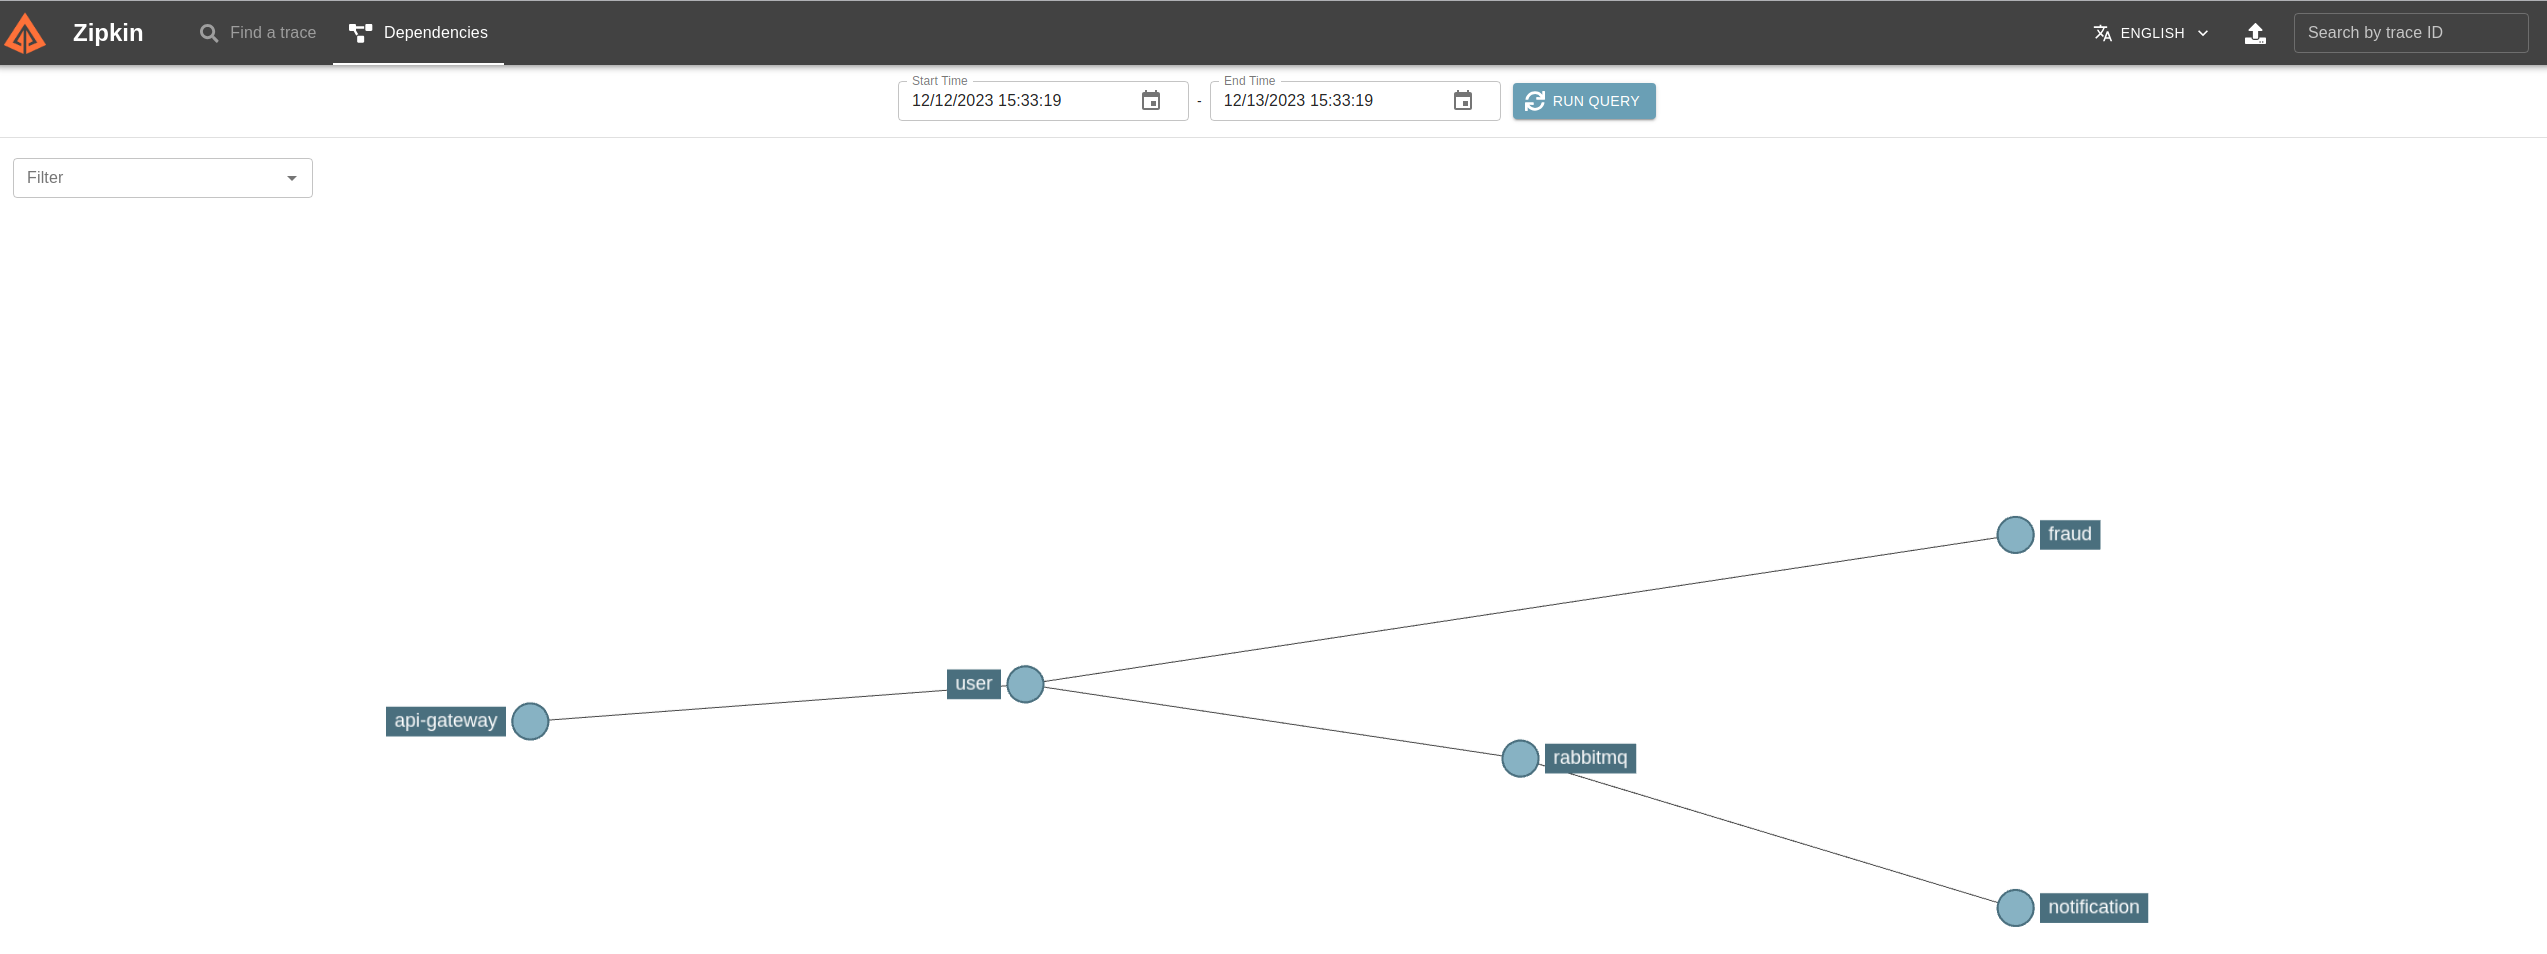 Zipkin
Find a trace
Dependencies
ENGLISH
Search by trace ID
Start Time
12/12/2023 15:33:19
-
End Time
12/13/2023 15:33:19
RUN QUERY
Filter
fraud
user
api-gateway
rabbitmq
notification